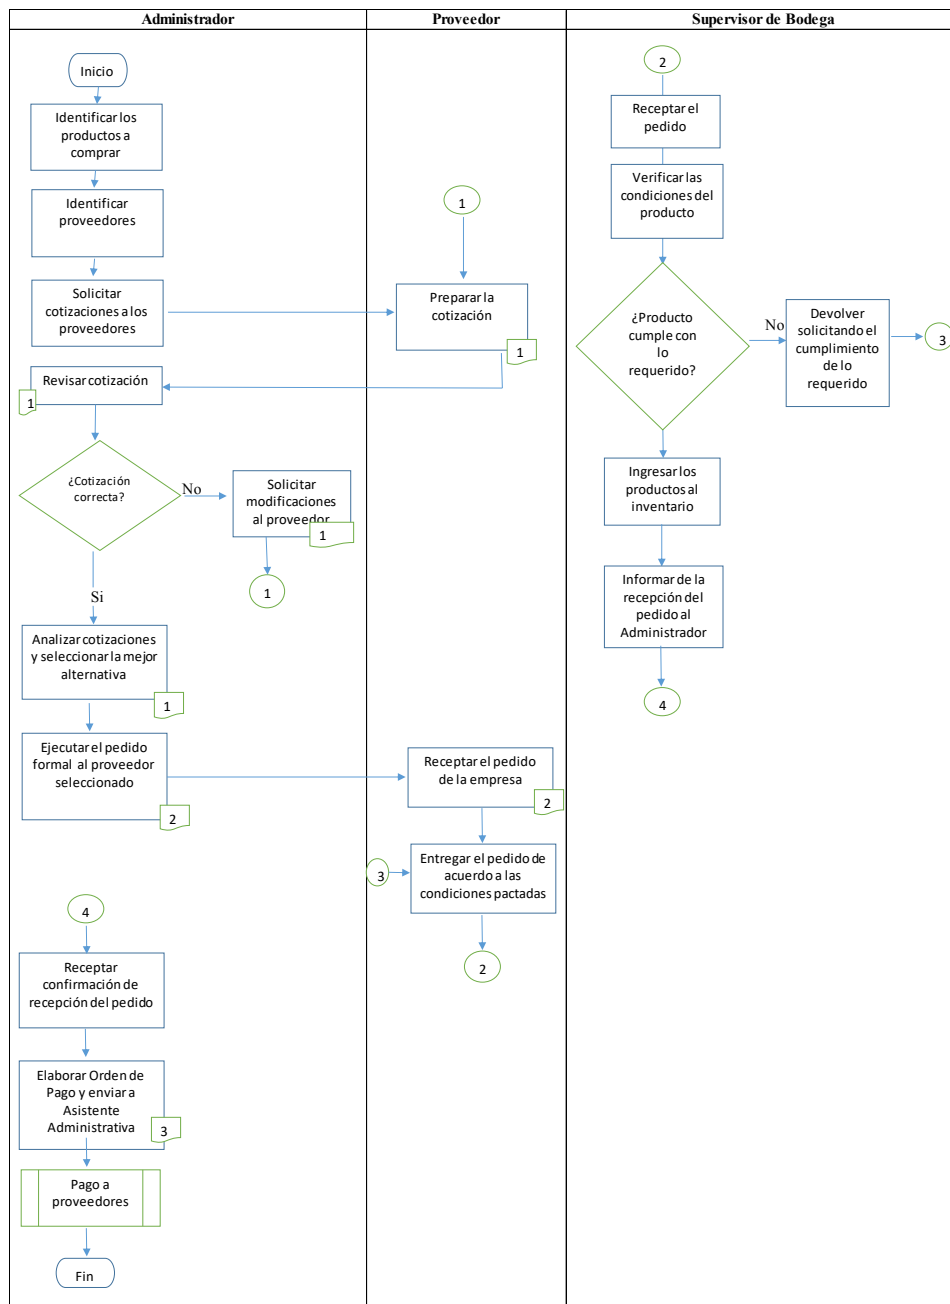 Administrador
Proveedor
Supervisor de Bodega
Inicio
Identificar los
productos a
comprar
Identificar
proveedores
Solicitar
cotizaciones a los
proveedores
Revisar cotización
1
¿Cotización
correcta?
No
Solicitar
modificaciones
al proveedor
1
1
Si
Analizar cotizaciones
y seleccionar la mejor
alternativa
1
Ejecutar el pedido
formal al proveedor
seleccionado
2
4
Receptar
confirmación de
recepción del pedido
Elaborar Orden de
Pago y enviar a
Asistente
Administrativa
3
Pago a
proveedores
Fin
1
Preparar la
cotización
1
Receptar el pedido
de la empresa
2
3
Entregar el pedido de
acuerdo a las
condiciones pactadas
2
2
Receptar el
pedido
Verificar las
condiciones del
producto
¿Producto
cumple con
lo
requerido?
No
Devolver
solicitando el
cumplimiento
de lo
requerido
3
Ingresar los
productos al
inventario
Informar de la
recepción del
pedido al
Administrador
4